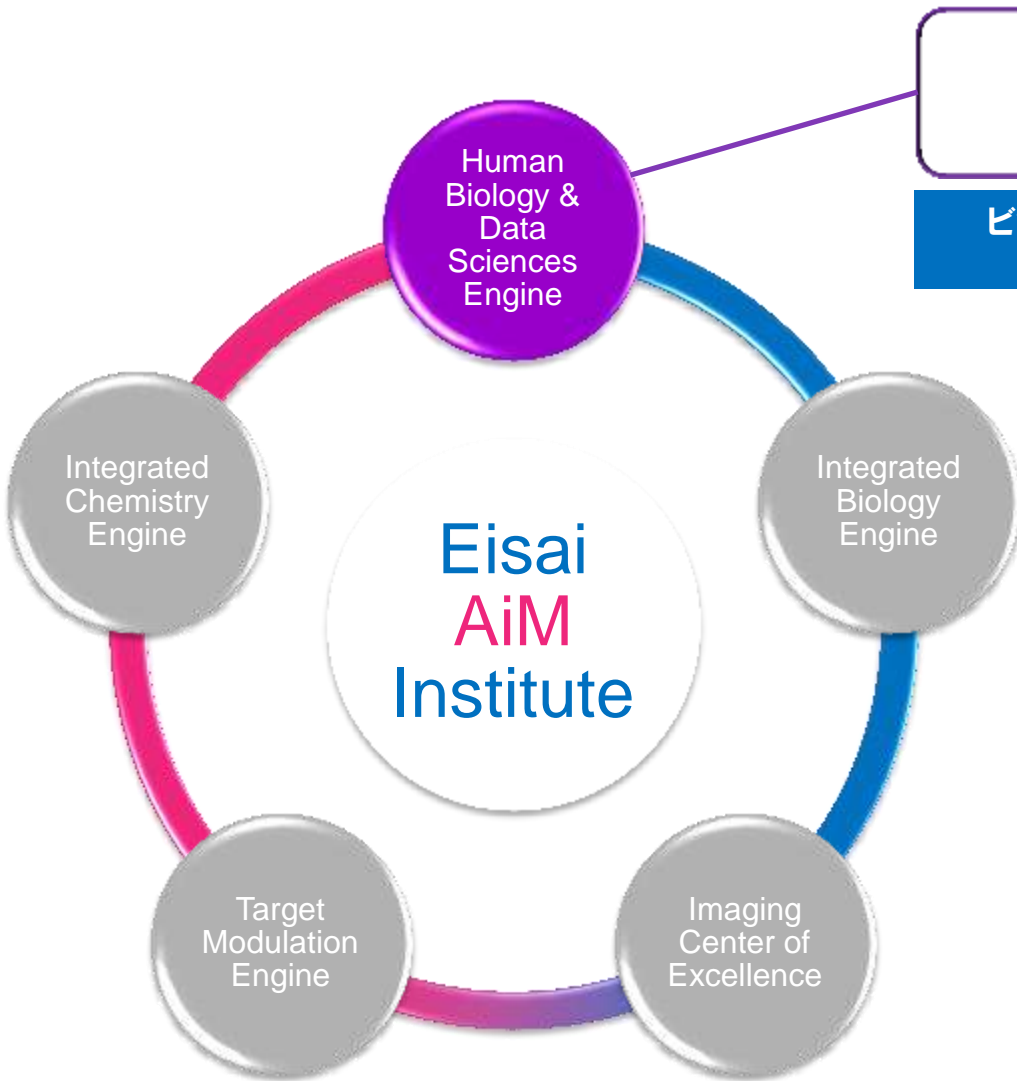 Human
Biology &
Data
Sciences
Engine
ビ
Integrated
Chemistry
Engine
Integrated
Biology
Engine
Eisai
AiM
Institute
Target
Modulation
Engine
Imaging
Center of
Excellence